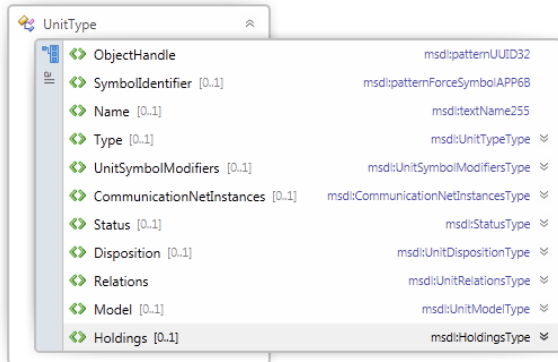 UnitType
ObjectHandle msdl:patternUUID32
SymbolIdentifier [0..1] msdl:patternForceSymbolAPP6B
Name [0..1] msdl:textName255
Type [0..1] msdl:UnitTypeType
UnitSymbolModifiers [0..1] msdl:UnitSymbolModifiersType
CommunicationNetInstances [0..1] msdl:CommunicationNetInstancesType
Status [0..1] msdl:StatusType
Disposition [0..1] msdl:UnitDispositionType
Relations msdl:UnitRelationsType
Model [0..1] msdl:UnitModelType
Holdings [0..1] msdl:HoldingsType
all